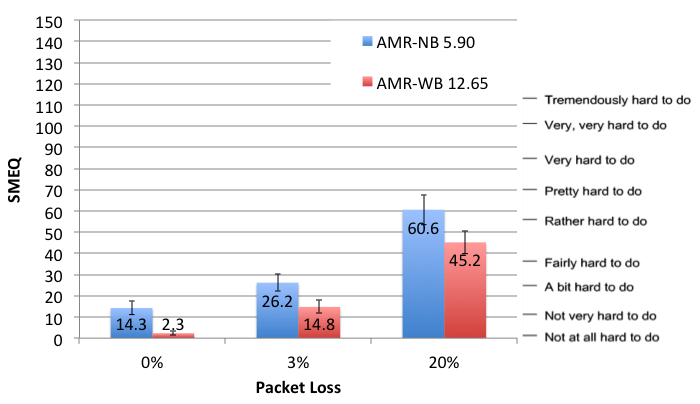 150
140
130
120
110
100
90
80
70
60
50
40
30
20
10
0
SMEQ
AMR-NB 5.90
AMR-WB 12.65
14.3
2.3
26.2
14.8
60.6
45.2
0%
3%
20%
Packet Loss
Tremendously hard to do
Very, very hard to do
Very hard to do
Pretty hard to do
Rather hard to do
Fairly hard to do
A bit hard to do
Not very hard to do
Not at all hard to do